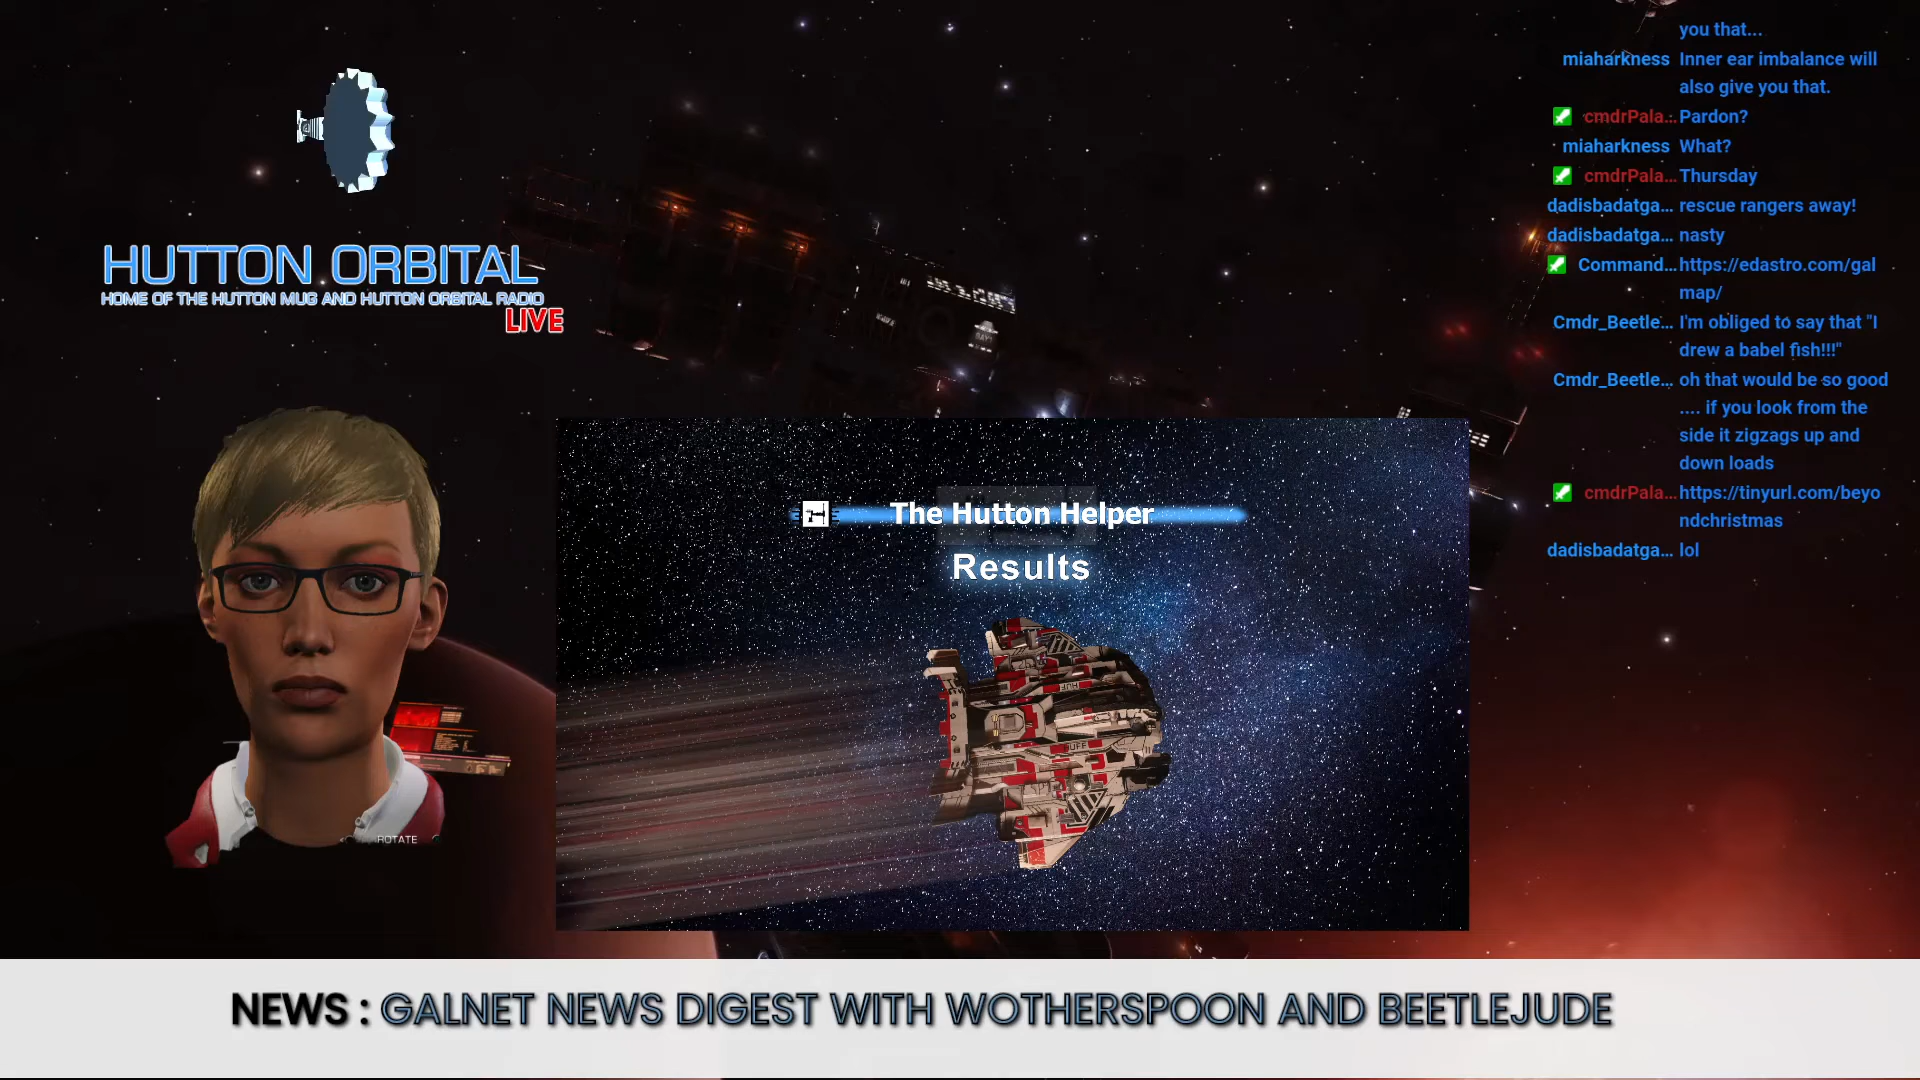 HUTTON ORBITAL
HOME OF THE HUTTON MUG AND HUTTON ORBITAL RADIO
LIVE
ROTATE
The Hutton Helper
Results
HUFF
you that...
miaharkness Inner ear imbalance will
also give you that.
cmdrPala... Pardon?
miaharkness What?
cmdrPala... Thursday
dadisbadatga... rescue rangers away!
dadisbadatga... nasty
Command... https://edastro.com/gal
map/
Cmdr_Beetle... I'm obliged to say that "I
drew a babel fish!!!"
Cmdr_Beetle... oh that would be so good
.... if you look from the
side it zigzags up and
down loads
cmdrPala... https://tinyurl.com/beyo
ndchristmas
dadisbadatga... lol
NEWS : GALNET NEWS DIGEST WITH WOTHERSPOON AND BEETLEJUDE